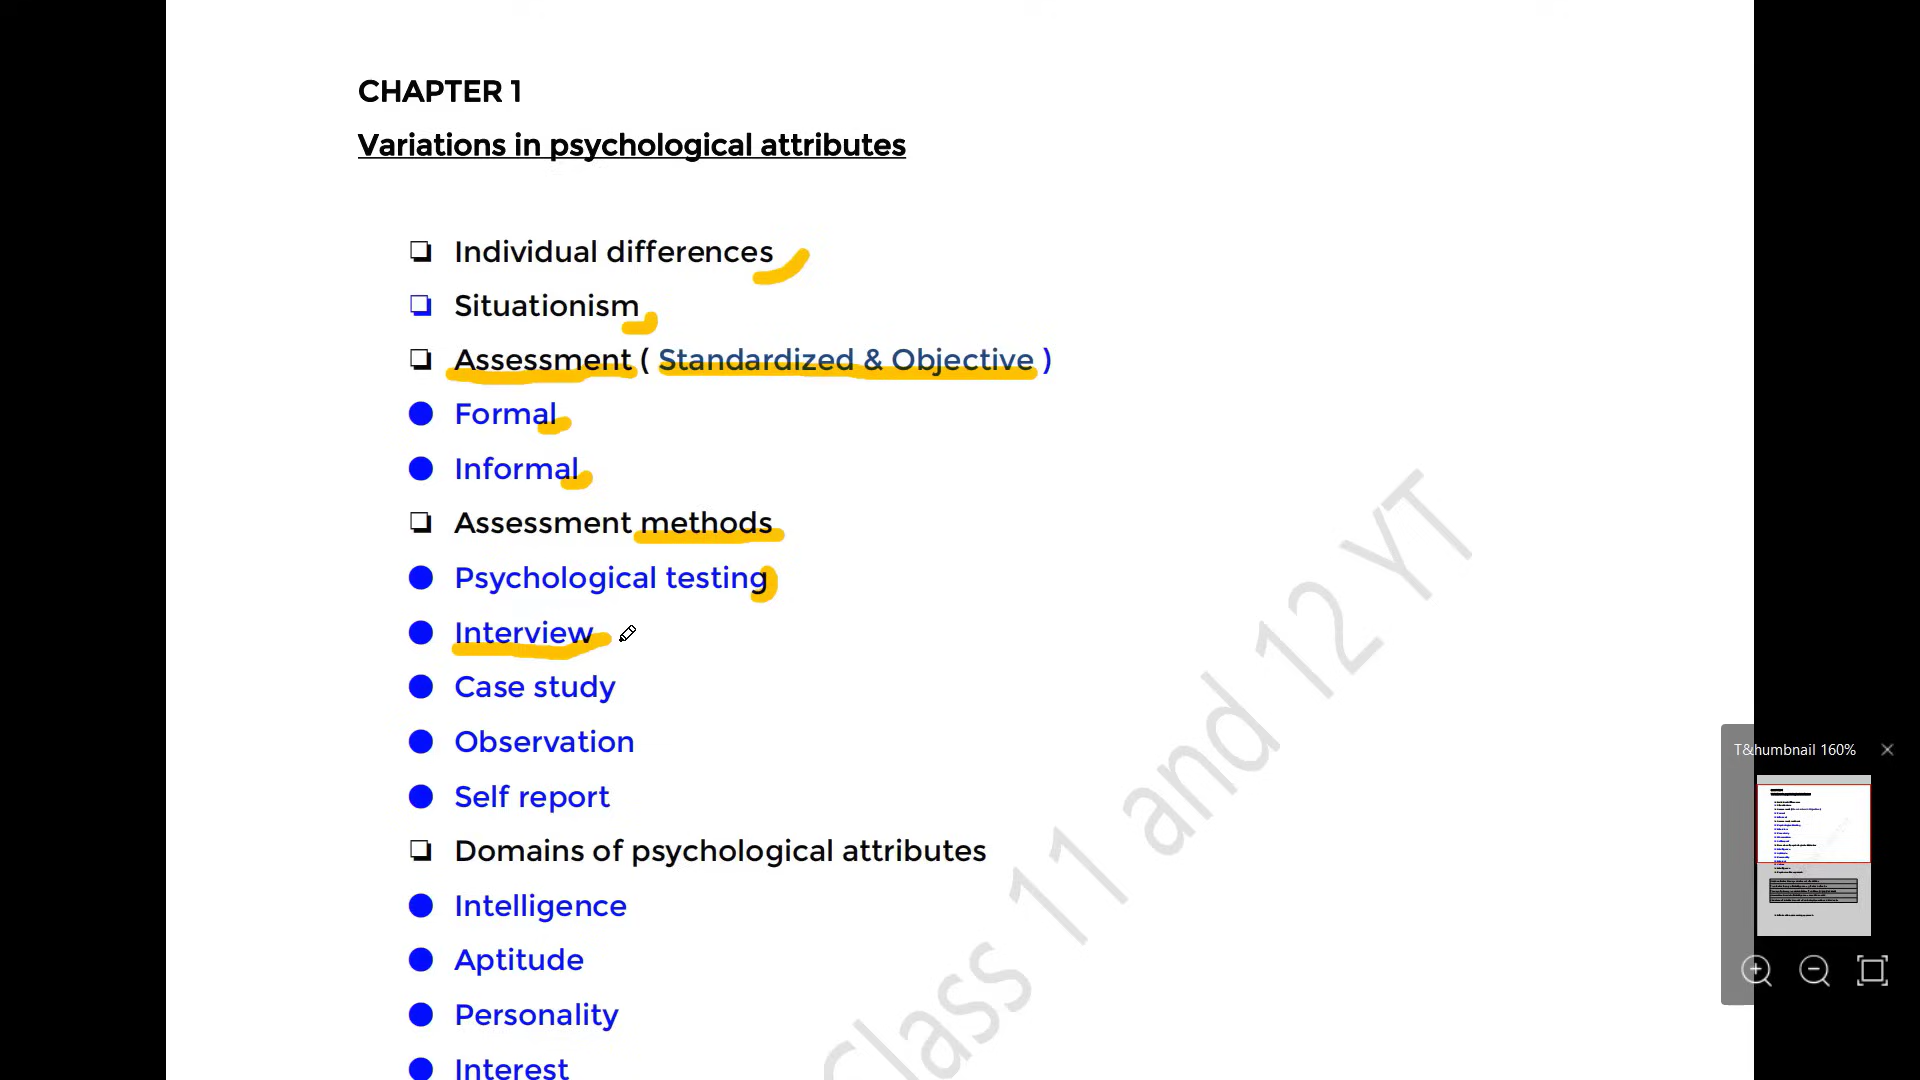 CHAPTER 1
Variations in psychological attributes
Individual differences
Situationism
Assessment ( Standardized & Objective )
Formal
Informal
Assessment methods
Psychological testing
Interview
Case study
Observation
Self report
Domains of psychological attributes
Intelligence
Aptitude
Personality
Interest
Class 11 and 12 YT
T&humbnail 160%